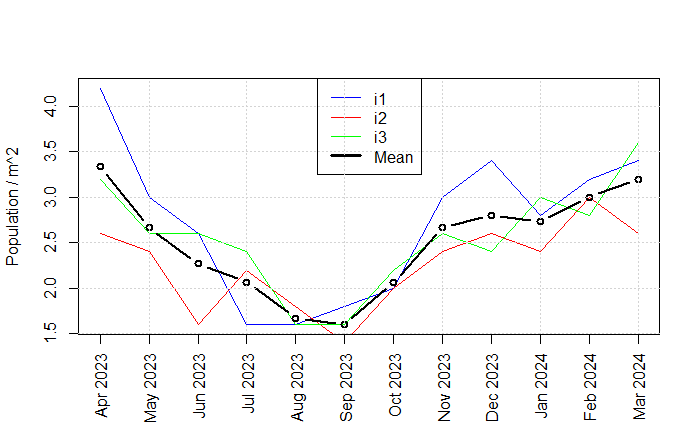 Population / m^2
4.0
3.5
3.0
2.5
2.0
1.5
i1
i2
i3
Mean
Apr 2023
May 2023
Jun 2023
Jul 2023
Aug 2023
Sep 2023
Oct 2023
Nov 2023
Dec 2023
Jan 2024
Feb 2024
Mar 2024